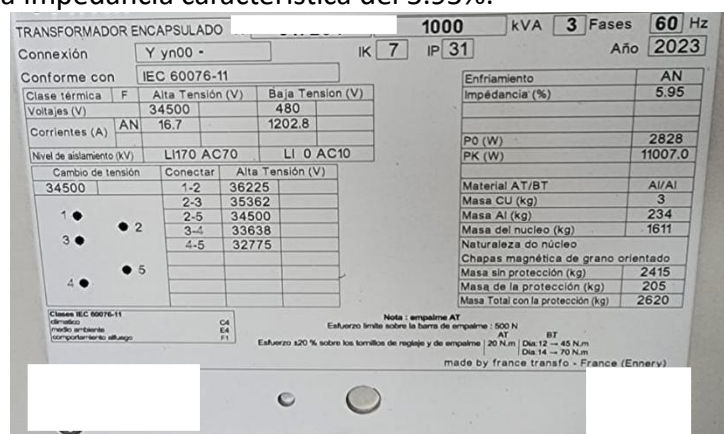 a impedancia característica del 5.95%.
TRANSFORMADOR ENCAPSULADO 1000 kVA 3 Fases 60 Hz
Connexión Y yn00 - IK 7 IP 31 Año 2023
Conforme con IEC 60076-11
Clase térmica F Alta Tensión (V) Baja Tension (V)
Voltajes (V) 34500 480
Corrientes (A) AN 16.7 1202.8
Nivel de aislamiento (kV) LI170 AC70 LI 0 AC10
Cambio de tensión Conectar Alta Tensión (V)
34500 1-2 36225
2-3 35362
2-5 34500
3-4 33638
4-5 32775
1
2
3
5
4
Enfriamiento AN
Impédancia (%) 5.95
P0 (W) 2828
PK (W) 11007.0
Material AT/BT Al/Al
Masa CU (kg) 3
Masa Al (kg) 234
Masa del nucleo (kg) 1611
Naturaleza do núcleo
Chapas magnética de grano orientado
Masa sin protección (kg) 2415
Masa de la protección (kg) 205
Masa Total con la protección (kg) 2620
Clases IEC 60076-11
climatico C4
medio ambiente E4
comportamiento alfuego F1
Nota : empalme AT
Esfuerzo limite sobre la barra de empalme : 500 N
AT BT
Esfuerzo ±20 % sobre los tornillos de reglaje y de empalme 20 N.m Dia:12 → 45 N.m
Dia:14 → 70 N.m
made by france transfo - France (Ennery)